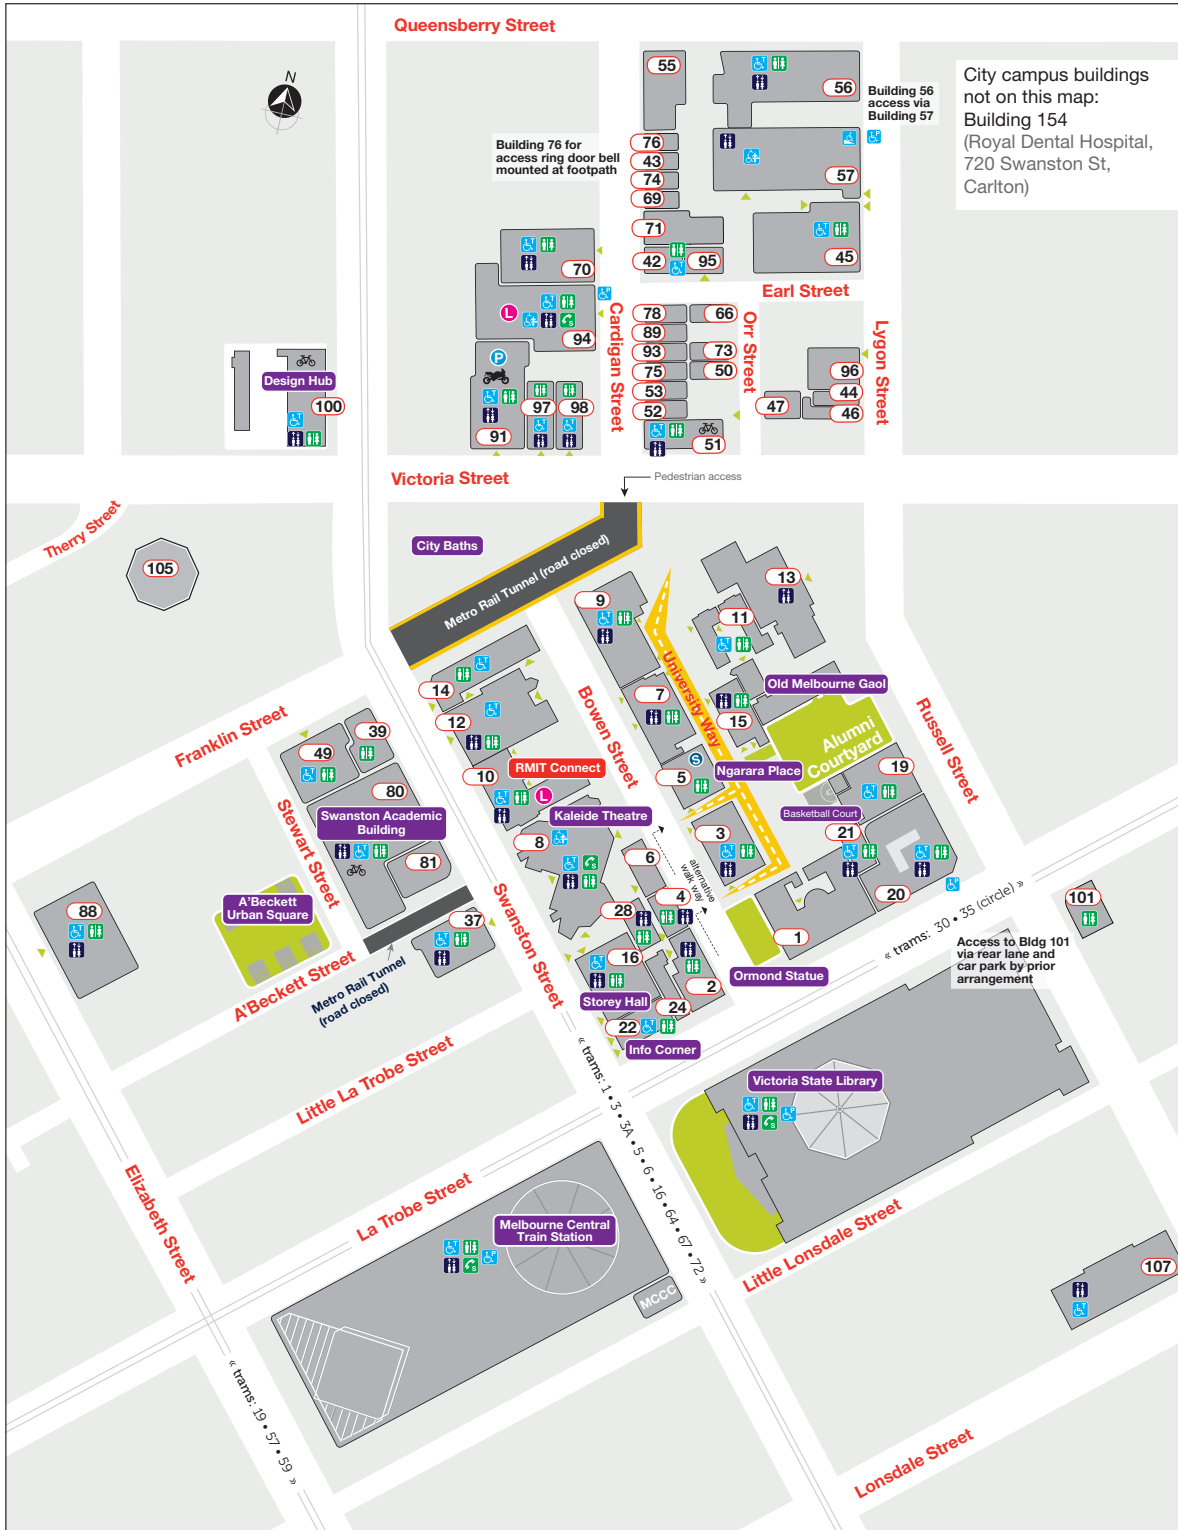 Queensberry Street
N
55
56
Building 56
access via
Building 57
City campus buildings
not on this map:
Building 154
(Royal Dental Hospital,
720 Swanston St,
Carlton)
Building 76 for
access ring door bell
mounted at footpath
76
43
74
69
57
71
42
95
45
70
Earl Street
L
94
Cardigan Street
78
66
89
93
73
75
50
53
52
51
Orr Street
Lygon Street
96
44
47
46
P
97
98
91
Design Hub
100
Victoria Street
Pedestrian access
Therry Street
105
City Baths
Metro Rail Tunnel (road closed)
9
13
11
14
12
10
RMIT Connect
L
Bowen Street
7
University Way
15
Old Melbourne Gaol
Alumni
Courtyard
Russell Street
Franklin Street
49
39
80
Swanston Academic
Building
81
Stewart Street
S
5
Ngarara Place
19
Basketball Court
Kaleide Theatre
8
3
21
20
6
alternative
walk way
4
28
88
A'Beckett
Urban Square
37
A'Beckett Street
Metro Rail Tunnel
(road closed)
Swanston Street
16
Storey Hall
2
24
22
Info Corner
1
Ormond Statue
« trams: 30 • 35 (circle) »
101
Access to Bldg 101
via rear lane and
car park by prior
arrangement
Little La Trobe Street
« trams: 1 • 3 • 3A • 5 • 6 • 16 • 64 • 67 • 72 »
Victoria State Library
Elizabeth Street
La Trobe Street
Melbourne Central
Train Station
MCCC
Little Lonsdale Street
107
« trams: 19 • 57 • 59 »
Lonsdale Street